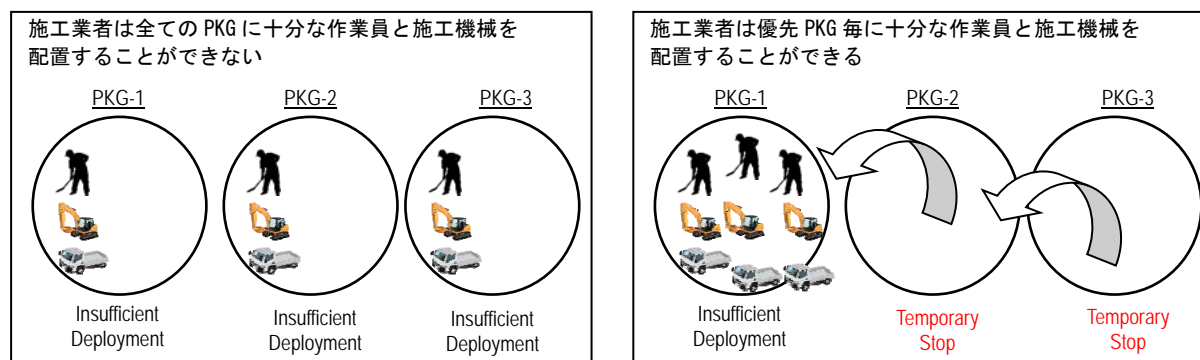 施工業者は全ての PKG に十分な作業員と施工機械を
配置することができない
PKG-1
PKG-2
PKG-3
Insufficient
Deployment
Insufficient
Deployment
Insufficient
Deployment
施工業者は優先 PKG 毎に十分な作業員と施工機械を
配置することができる
PKG-1
PKG-2
PKG-3
Insufficient
Deployment
Temporary
Stop
Temporary
Stop